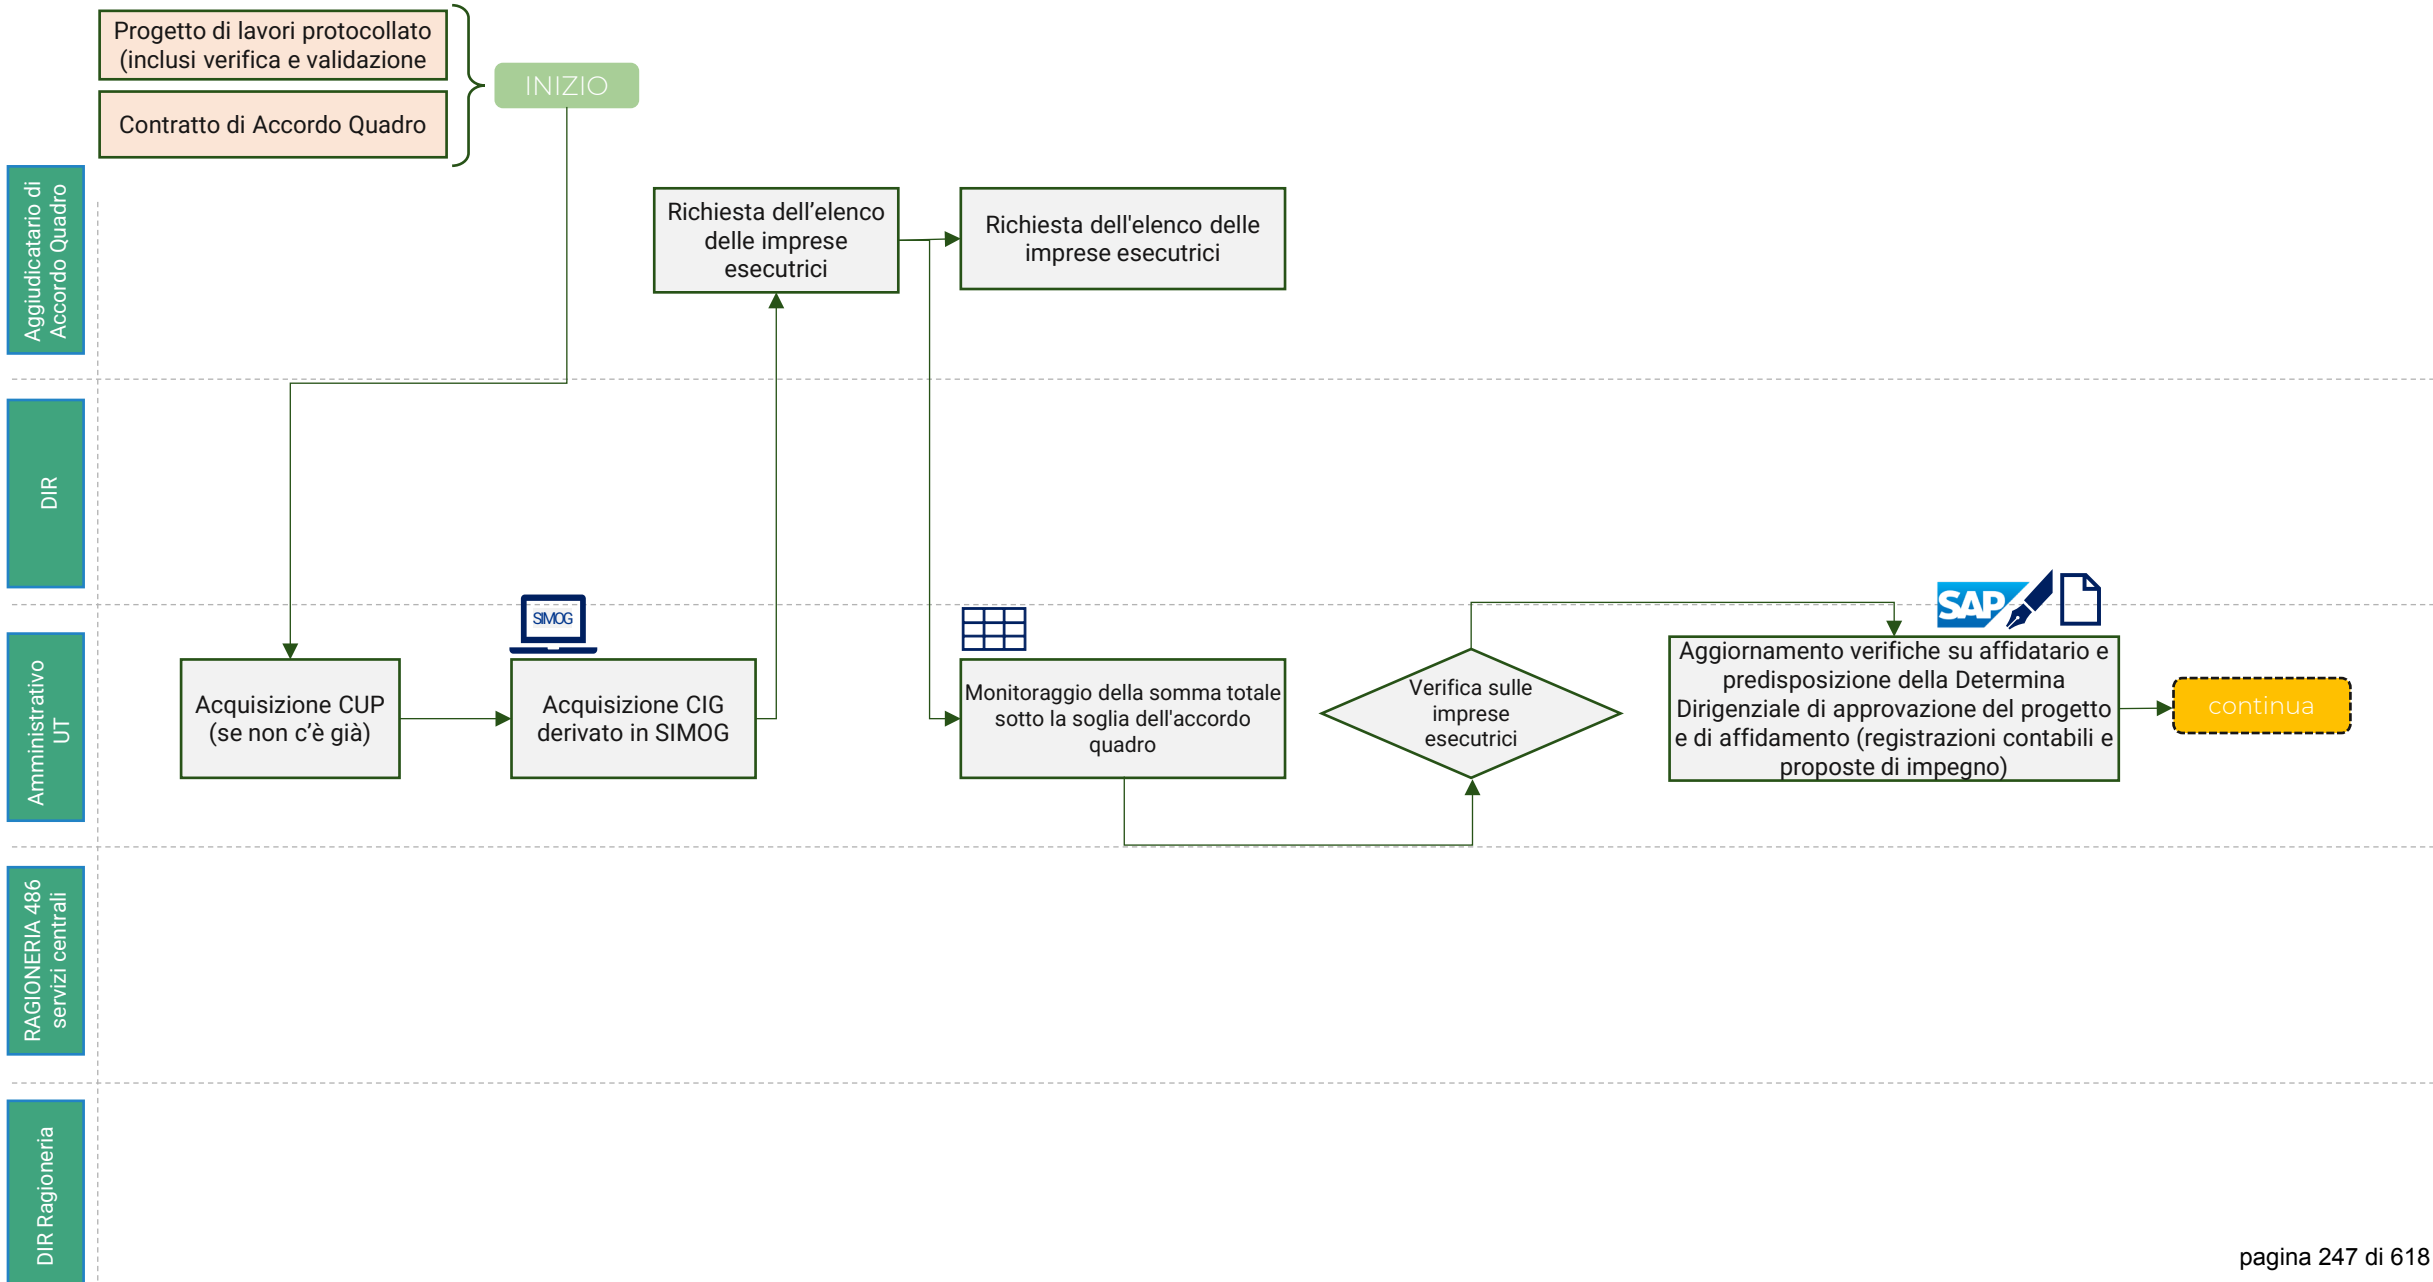 Progetto di lavori protocollato
(inclusi verifica e validazione
Contratto di Accordo Quadro
INIZIO
Aggiudicatario di
Accordo Quadro
Richiesta dell’elenco
delle imprese
esecutrici
Richiesta dell'elenco delle
imprese esecutrici
DIR
Amministrativo
UT
Acquisizione CUP
(se non c’è già)
SIMOG
Acquisizione CIG
derivato in SIMOG
Monitoraggio della somma totale
sotto la soglia dell'accordo
quadro
Verifica sulle
imprese
esecutrici
SAP
Aggiornamento verifiche su affidatario e
predisposizione della Determina
Dirigenziale di approvazione del progetto
e di affidamento (registrazioni contabili e
proposte di impegno)
continua
RAGIONERIA 486
servizi centrali
DIR Ragioneria
pagina 247 di 618